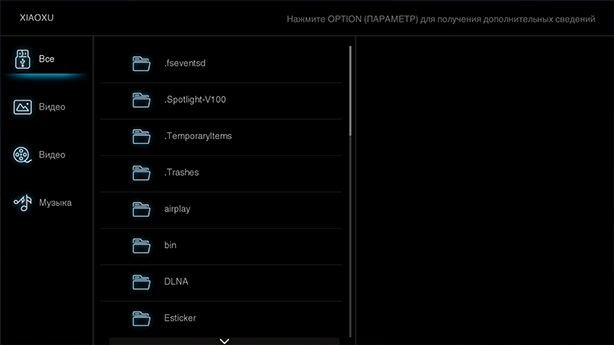 XIAOXU
Нажмите OPTION (ПАРАМЕТР) для получения дополнительных сведений
Все
Видео
Видео
Музыка
.fseventsd
.Spotlight-V100
.TemporaryItems
.Trashes
airplay
bin
DLNA
Esticker